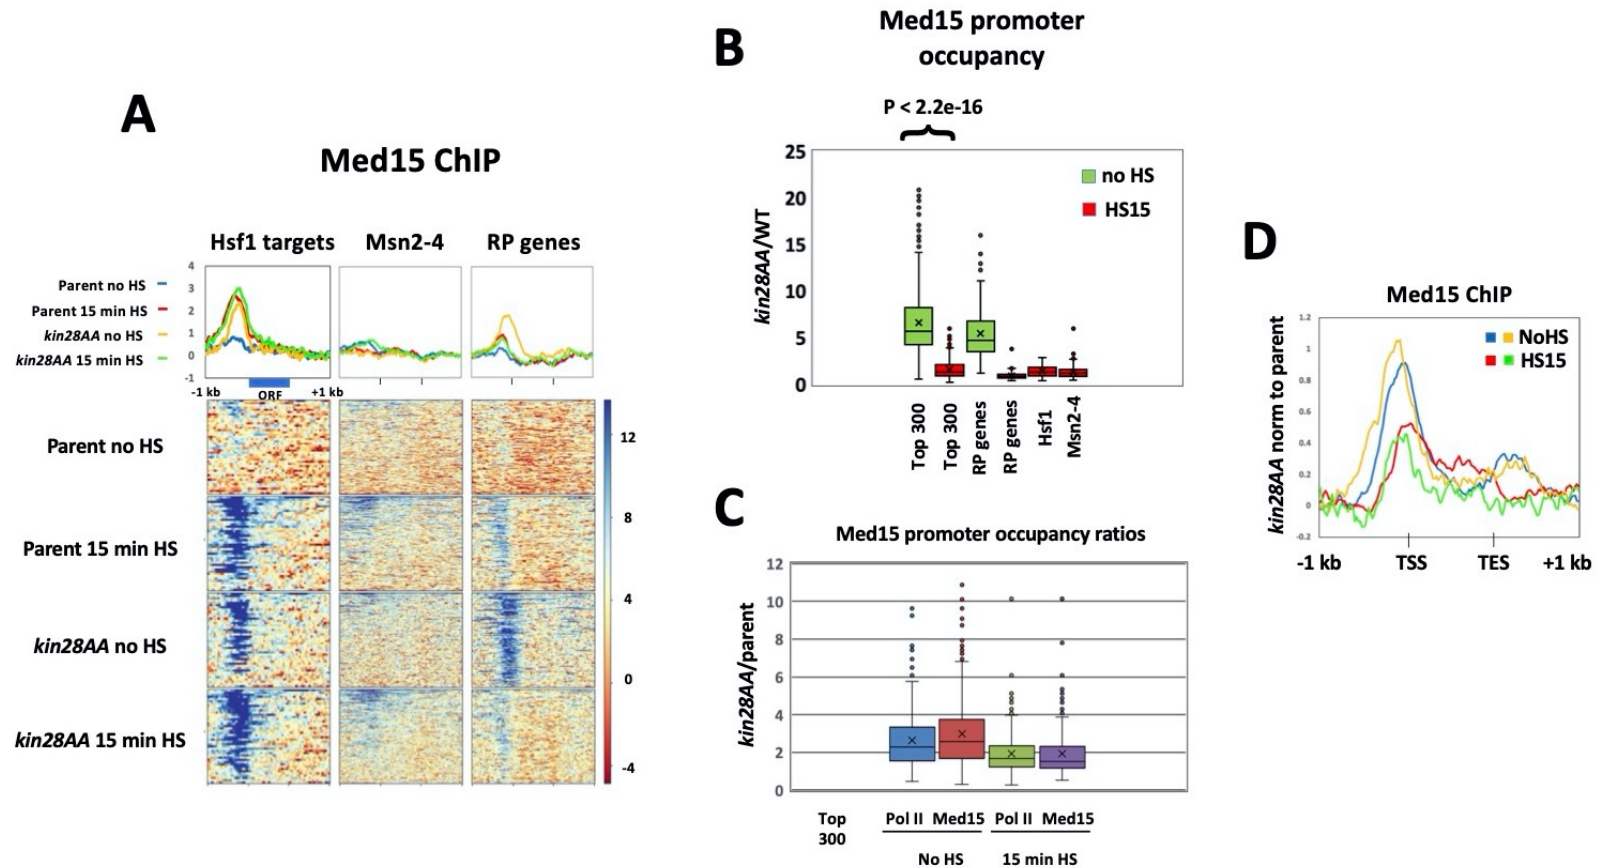 A
Med15 ChIP
Hsf1 targets Msn2-4 RP genes
Parent no HS
Parent 15 min HS
kin28AA no HS
kin28AA 15 min HS
4
3
2
1
0
-1
-1 kb ORF +1 kb
Parent no HS
Parent 15 min HS
kin28AA no HS
kin28AA 15 min HS
12
8
4
0
-4
B
Med15 promoter
occupancy
P < 2.2e-16
kin28AA/WT
25
20
15
10
5
0
no HS
HS15
Top 300
Top 300
RP genes
RP genes
Hsf1
Msn2-4
C
Med15 promoter occupancy ratios
kin28AA/parent
12
10
8
6
4
2
0
Top
300
Pol II Med15 Pol II Med15
No HS 15 min HS
D
Med15 ChIP
kin28AA norm to parent
1.2
1
0.8
0.6
0.4
0.2
0
-0.2
NoHS
HS15
-1 kb TSS TES +1 kb